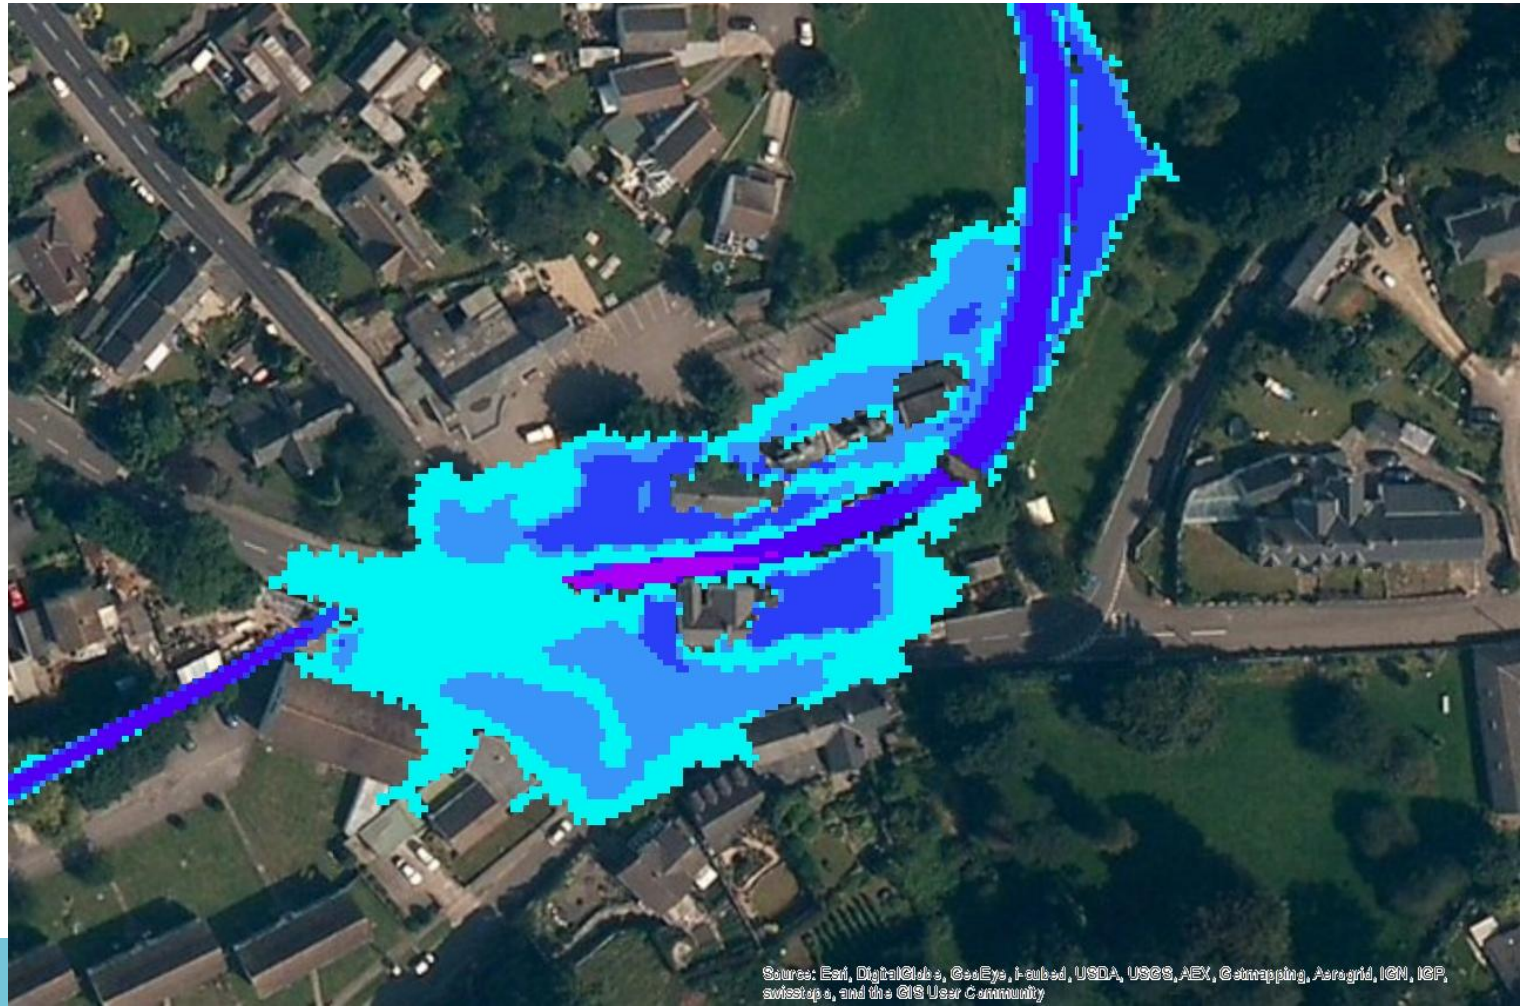 Source: Esri, DigitalGlobe, GeoEye, i-cubed, USDA, USGS, AEX, Getmapping, Aerogrid, IGN, IGP,
swisstopo, and the GIS User Community